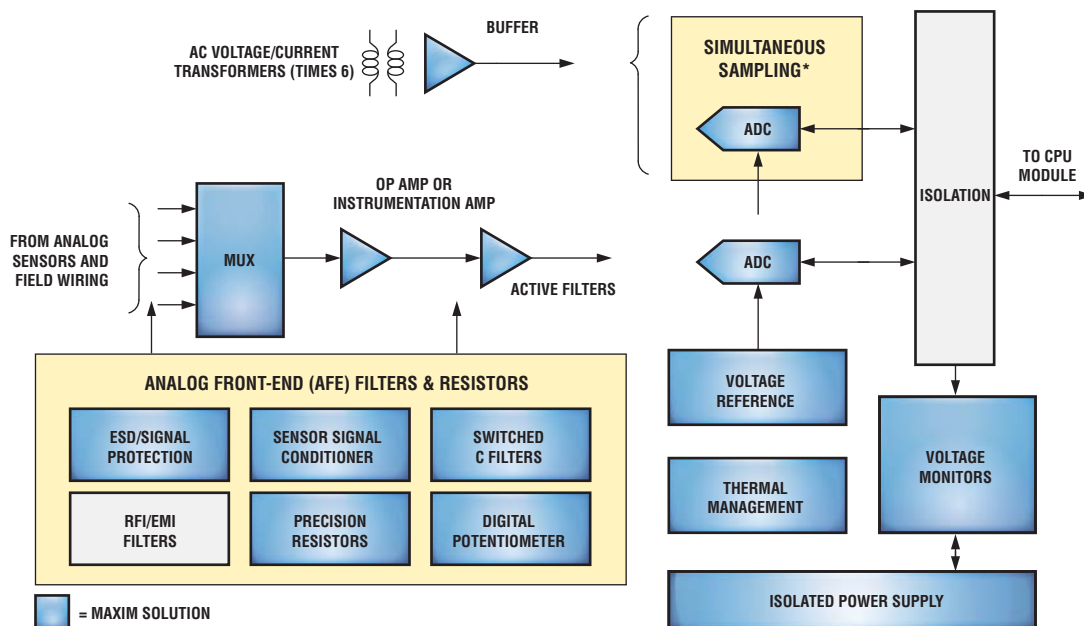 BUFFER
AC VOLTAGE/CURRENT
TRANSFORMERS (TIMES 6)
SIMULTANEOUS
SAMPLING*
ADC
TO CPU
MODULE
ISOLATION
OP AMP OR
INSTRUMENTATION AMP
FROM ANALOG
SENSORS AND
FIELD WIRING
MUX
ACTIVE FILTERS
ADC
ANALOG FRONT-END (AFE) FILTERS & RESISTORS
ESD/SIGNAL
PROTECTION
SENSOR SIGNAL
CONDITIONER
SWITCHED
C FILTERS
RFI/EMI
FILTERS
PRECISION
RESISTORS
DIGITAL
POTENTIOMETER
VOLTAGE
REFERENCE
THERMAL
MANAGEMENT
VOLTAGE
MONITORS
ISOLATED POWER SUPPLY
= MAXIM SOLUTION